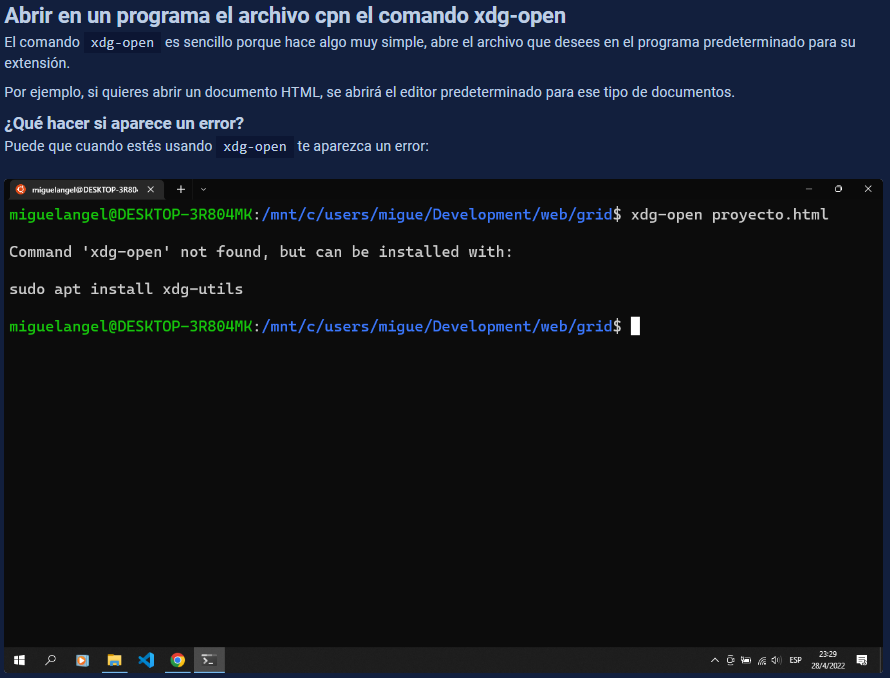 Abrir en un programa el archivo cpn el comando xdg-open
El comando xdg-open es sencillo porque hace algo muy simple, abre el archivo que desees en el programa predeterminado para su
extensión.
Por ejemplo, si quieres abrir un documento HTML, se abrirá el editor predeterminado para ese tipo de documentos.
¿Qué hacer si aparece un error?
Puede que cuando estés usando xdg-open te aparezca un error:
miguelangel@DESKTOP-3R804
miguelangel@DESKTOP-3R804MK:/mnt/c/users/migue/Development/web/grid$ xdg-open proyecto.html
Command 'xdg-open' not found, but can be installed with:
sudo apt install xdg-utils
miguelangel@DESKTOP-3R804MK:/mnt/c/users/migue/Development/web/grid$
ESP
23:29
28/4/2022